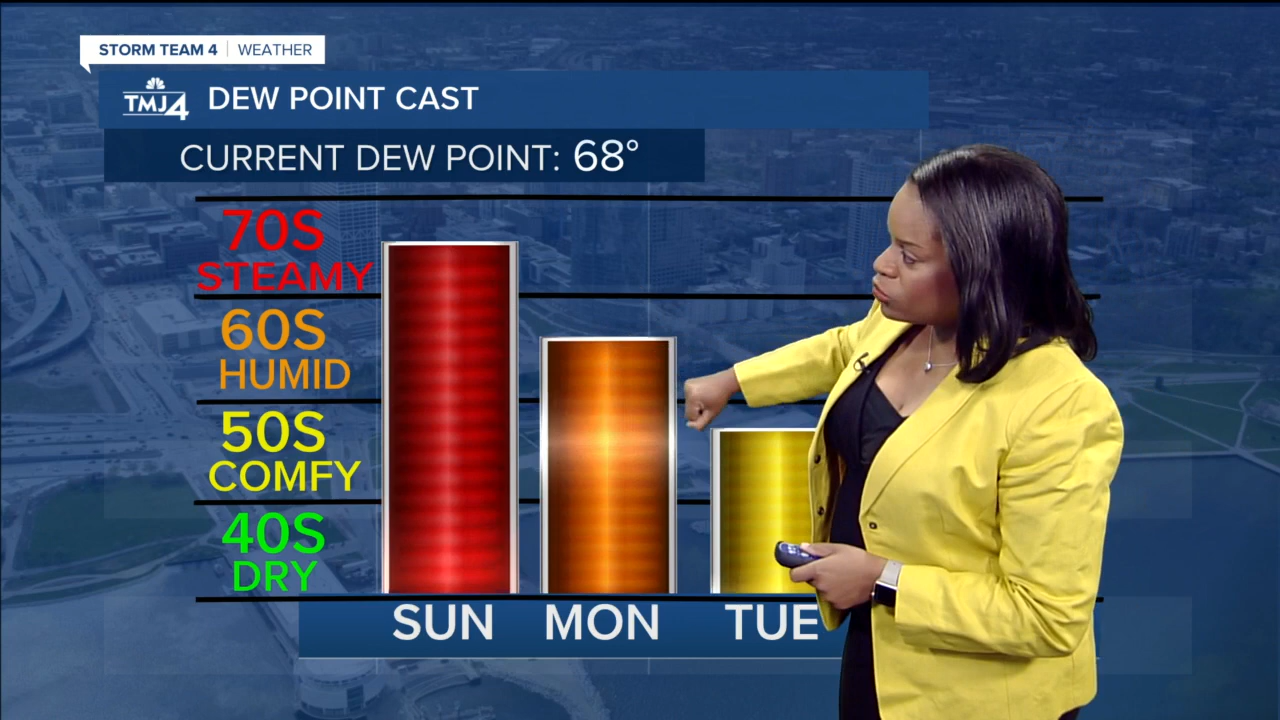 STORM TEAM 4 | WEATHER
TMJ4 DEW POINT CAST
CURRENT DEW POINT: 68°
70S
STEAMY
60S
HUMID
50S
COMFY
40S
DRY
SUN MON TUE